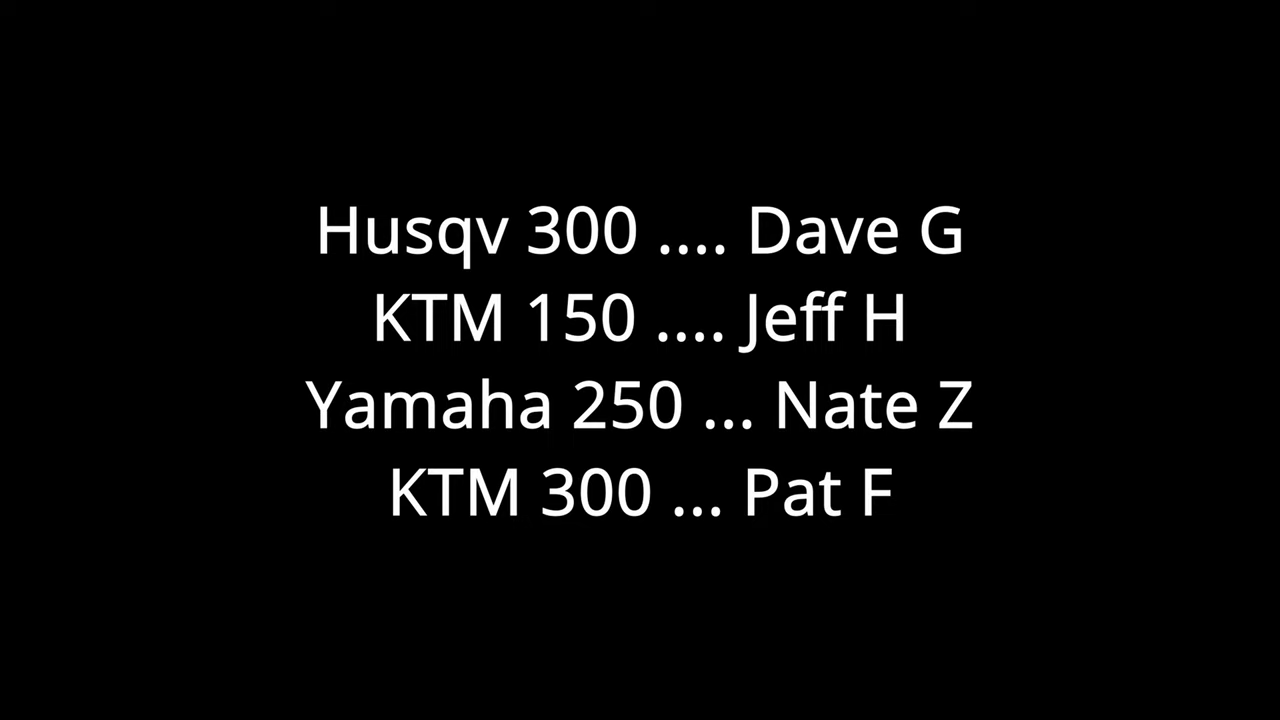 Husqv 300 .... Dave G
KTM 150 .... Jeff H
Yamaha 250 ... Nate Z
KTM 300 ... Pat F